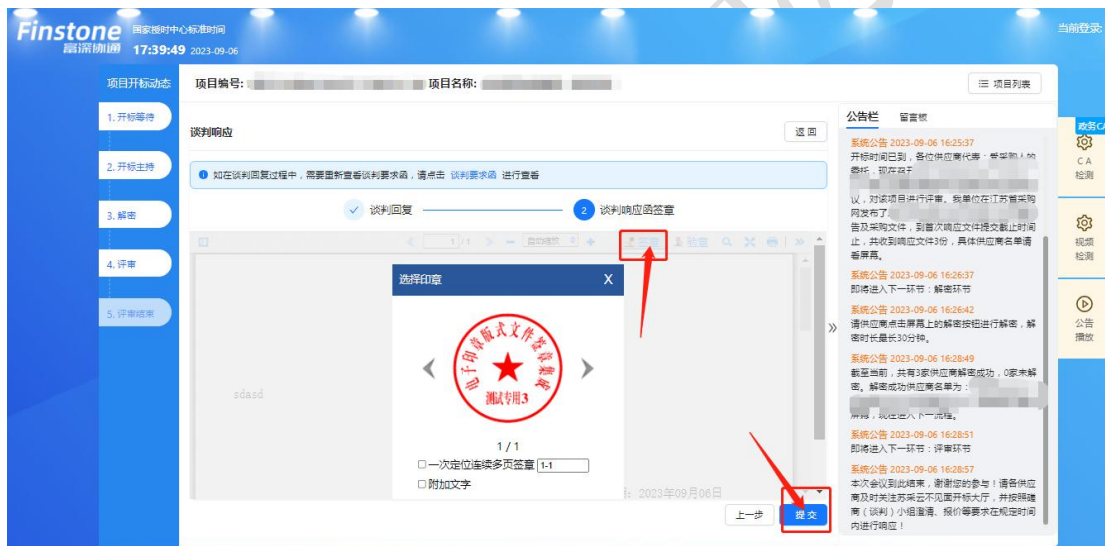 Finstone
富深协通
国家授时中心标准时间
17:39:49 2023-09-06
当前登录:
项目开标动态
1. 开标等待
2. 开标主持
3. 解密
4. 评审
5. 评审结束
项目编号:
项目名称:
项目列表
谈判响应
返回
如在谈判回复过程中，需要重新查看谈判要求函，请点击 谈判要求函 进行查看
谈判回复
2 谈判响应函签章
1 / 1
自动缩放
签章
验章
选择印章
X
电子印章版式文件签章集成
测试专用3
sdasd
1 / 1
一次定位连续多页签章 1-1
附加文字
2023年09月06日
上一步
提交
公告栏 留言板
系统公告 2023-09-06 16:25:37
开标时间已到，各位供应商代表：受采购人的
委托，现在召开
议，对该项目进行评审。我单位在江苏省采购
网发布了
告及采购文件，到首次响应文件提交截止时间
止，共收到响应文件3份，具体供应商名单请
看屏幕。
系统公告 2023-09-06 16:26:37
即将进入下一环节：解密环节
系统公告 2023-09-06 16:26:42
请供应商点击屏幕上的解密按钮进行解密，解
密时长最长30分钟。
系统公告 2023-09-06 16:28:49
截至当前，共有3家供应商解密成功，0家未解
密。解密成功供应商名单为：
屏幕，现在进入下一流程。
系统公告 2023-09-06 16:28:51
即将进入下一环节：评审环节
系统公告 2023-09-06 16:28:57
本次会议到此结束，谢谢您的参与！请各供应
商及时关注苏采云不见面开标大厅，并按照磋
商（谈判）小组澄清、报价等要求在规定时间
内进行响应！
政务CA
CA
检测
视频
检测
公告
播放